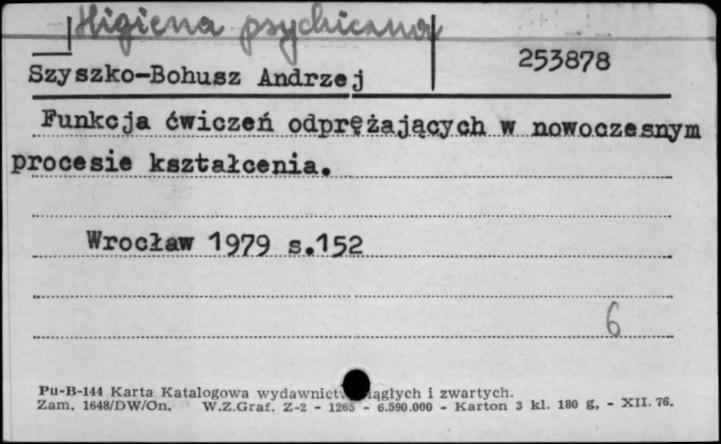 Higiena psychiczna
253878
Szyszko-Bohusz Andrzej
Funkcja ćwiczeń odprężających w nowoczesnym
procesie kształcenia.
Wrocław 1979 s.152
6
Pu-B-144 Karta Katalogowa wydawnictw ciągłych i zwartych.
Zam. 1648/DW/On. W.Z.Graf. Z-2 - 1265 - 6.590.000 - Karton 3 kl. 180 g, - XII. 76.